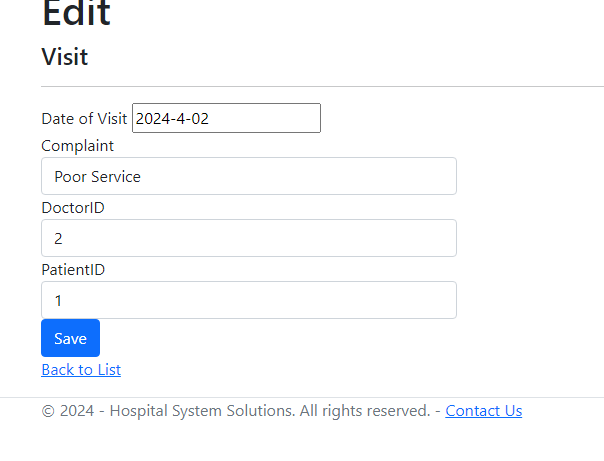 Edit
Visit
Date of Visit 2024-4-02
Complaint
Poor Service
DoctorID
2
PatientID
1
Save
Back to List
© 2024 - Hospital System Solutions. All rights reserved. - Contact Us